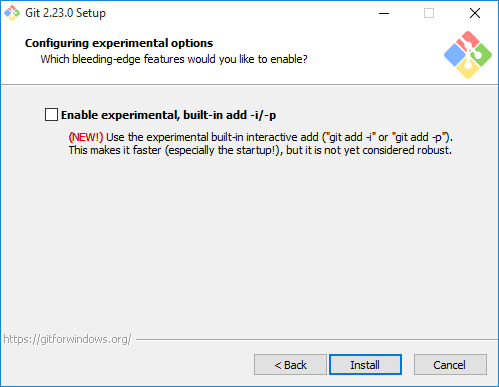 Git 2.23.0 Setup
Configuring experimental options
Which bleeding-edge features would you like to enable?
Enable experimental, built-in add -i/-p
(NEW!) Use the experimental built-in interactive add ("git add -i" or "git add -p").
This makes it faster (especially the startup!), but it is not yet considered robust.
https://gitforwindows.org/
< Back Install Cancel